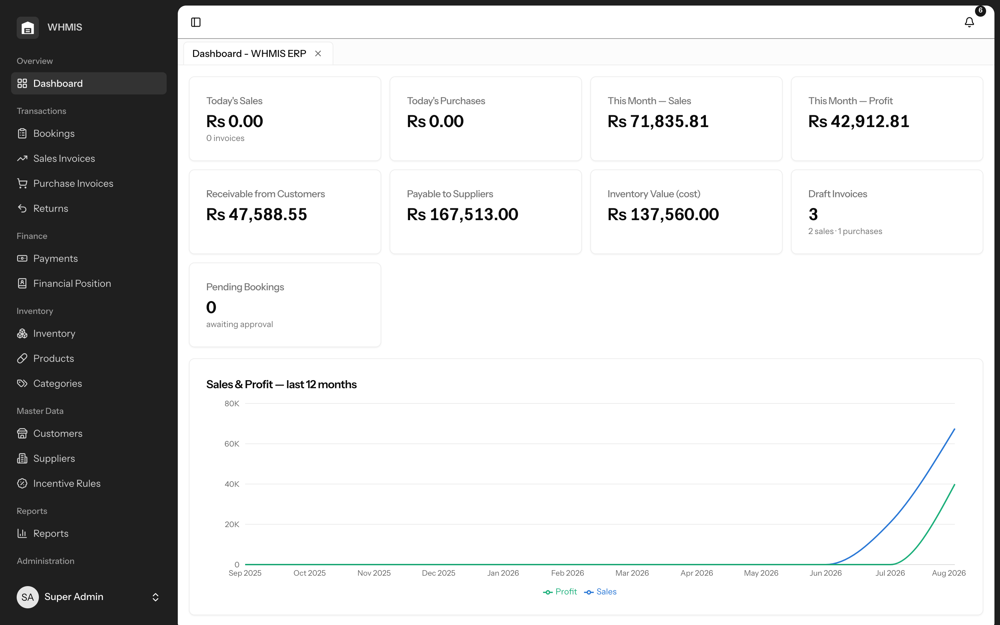 WHMIS
Overview
Dashboard
Transactions
Bookings
Sales Invoices
Purchase Invoices
Returns
Finance
Payments
Financial Position
Inventory
Inventory
Products
Categories
Master Data
Customers
Suppliers
Incentive Rules
Reports
Reports
Administration
SA Super Admin
6
Dashboard - WHMIS ERP
Today's Sales
Rs 0.00
0 invoices
Today's Purchases
Rs 0.00
This Month — Sales
Rs 71,835.81
This Month — Profit
Rs 42,912.81
Receivable from Customers
Rs 47,588.55
Payable to Suppliers
Rs 167,513.00
Inventory Value (cost)
Rs 137,560.00
Draft Invoices
3
2 sales · 1 purchases
Pending Bookings
0
awaiting approval
Sales & Profit — last 12 months
80K
60K
40K
20K
0
Sep 2025 Oct 2025 Nov 2025 Dec 2025 Jan 2026 Feb 2026 Mar 2026 Apr 2026 May 2026 Jun 2026 Jul 2026 Aug 2026
Profit Sales